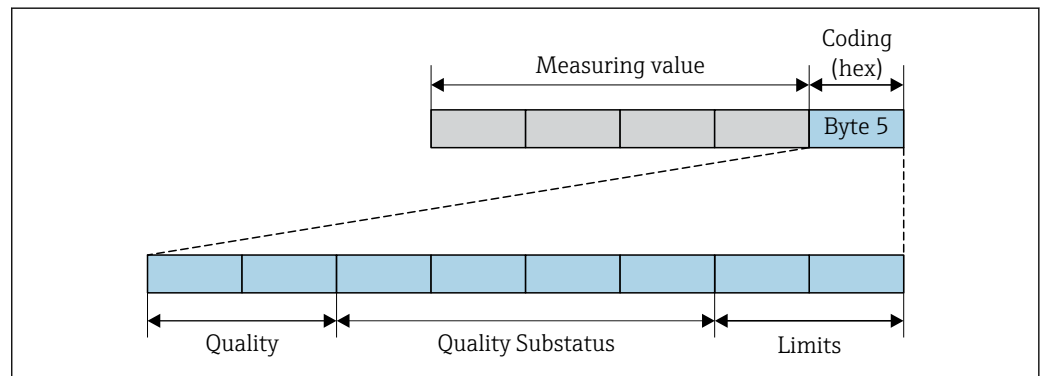 Coding
(hex)
Measuring value
Byte 5
Quality
Quality Substatus
Limits